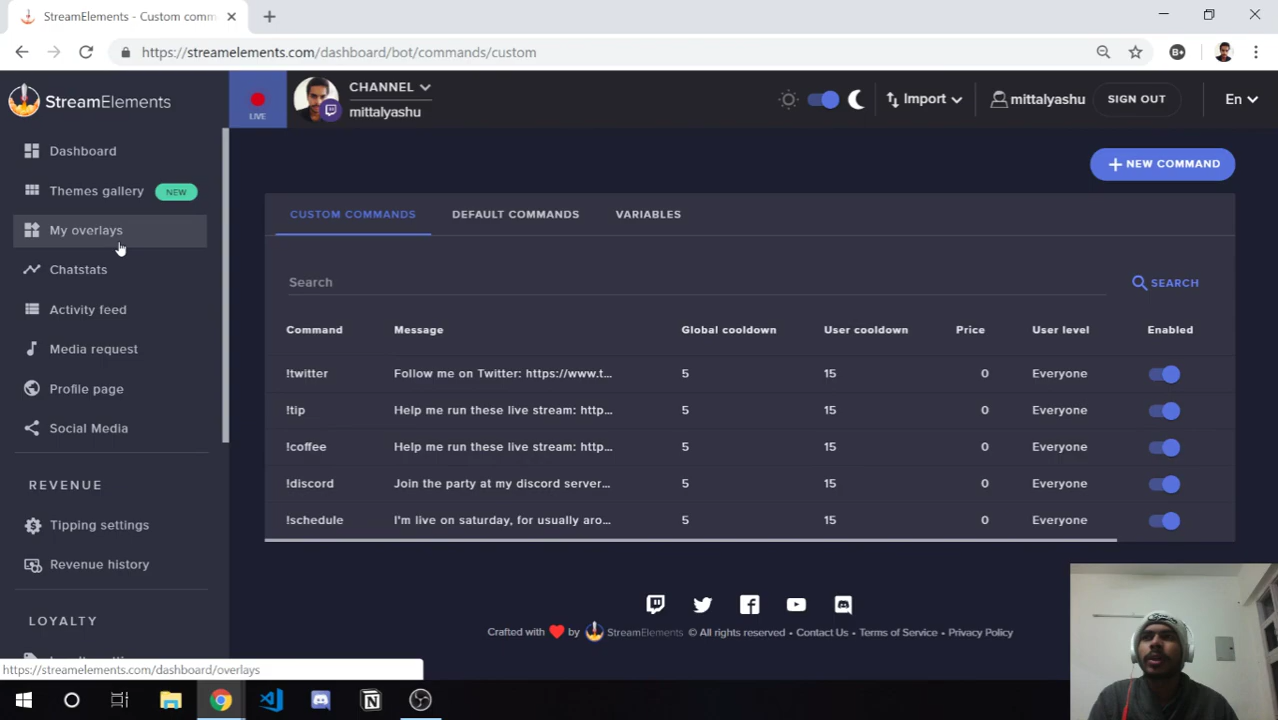 StreamElements - Custom comm
https://streamelements.com/dashboard/bot/commands/custom
StreamElements
LIVE
CHANNEL
mittalyashu
Import
mittalyashu
SIGN OUT
En
Dashboard
Themes gallery NEW
My overlays
Chatstats
Activity feed
Media request
Profile page
Social Media
REVENUE
Tipping settings
Revenue history
LOYALTY
NEW COMMAND
CUSTOM COMMANDS DEFAULT COMMANDS VARIABLES
Search
SEARCH
Command Message Global cooldown User cooldown Price User level Enabled
!twitter Follow me on Twitter: https://www.t... 5 15 0 Everyone
!tip Help me run these live stream: http... 5 15 0 Everyone
!coffee Help me run these live stream: http... 5 15 0 Everyone
!discord Join the party at my discord server... 5 15 0 Everyone
!schedule I'm live on saturday, for usually aro... 5 15 0 Everyone
Crafted with by StreamElements © All rights reserved • Contact Us • Terms of Service • Privacy Policy
https://streamelements.com/dashboard/overlays